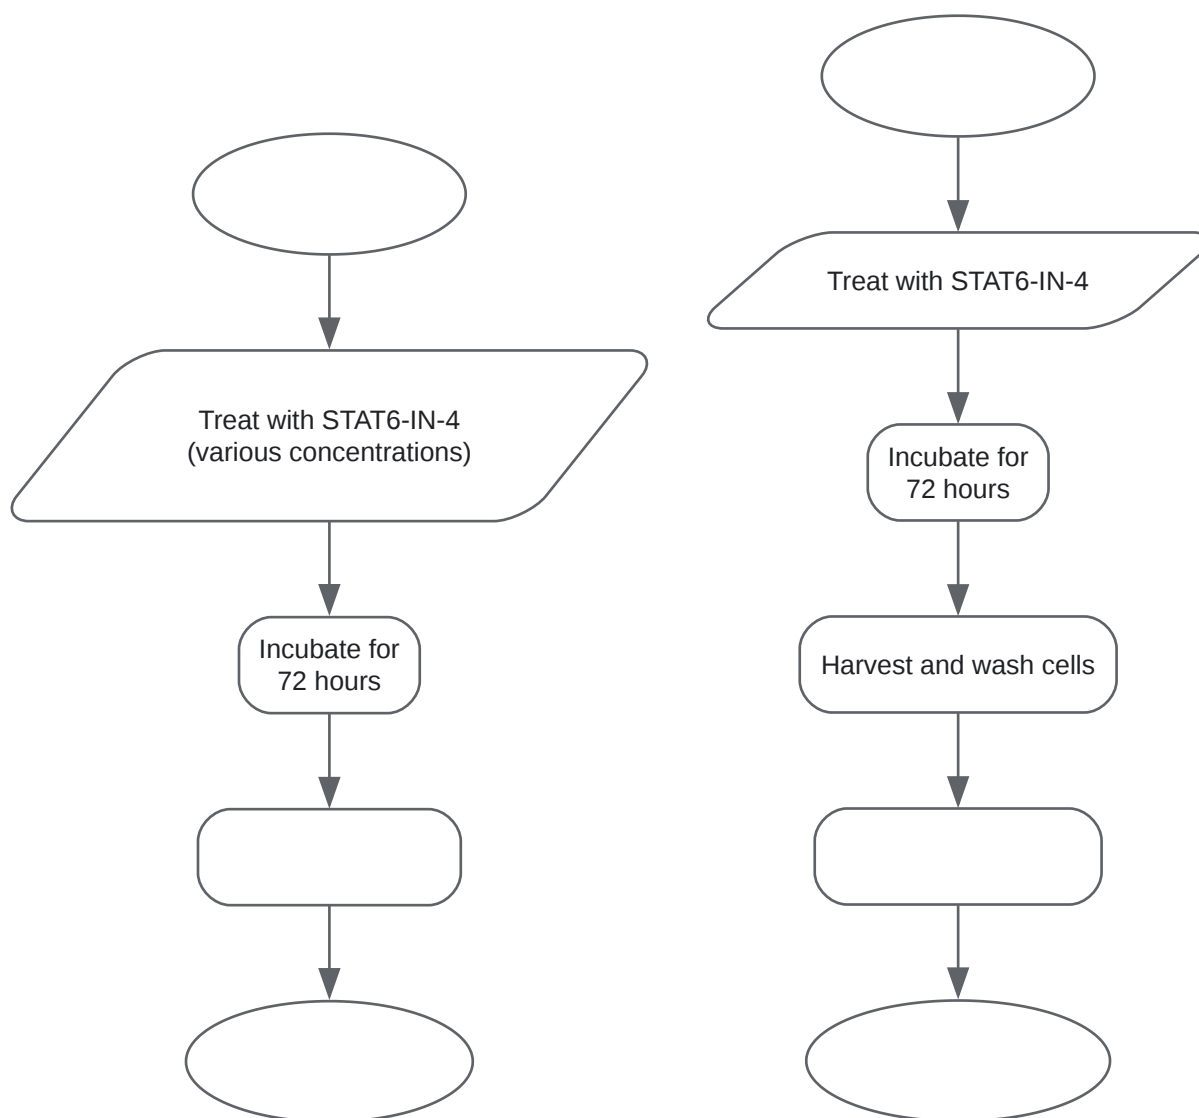 Treat with STAT6-IN-4
(various concentrations)
Incubate for
72 hours
Treat with STAT6-IN-4
Incubate for
72 hours
Harvest and wash cells